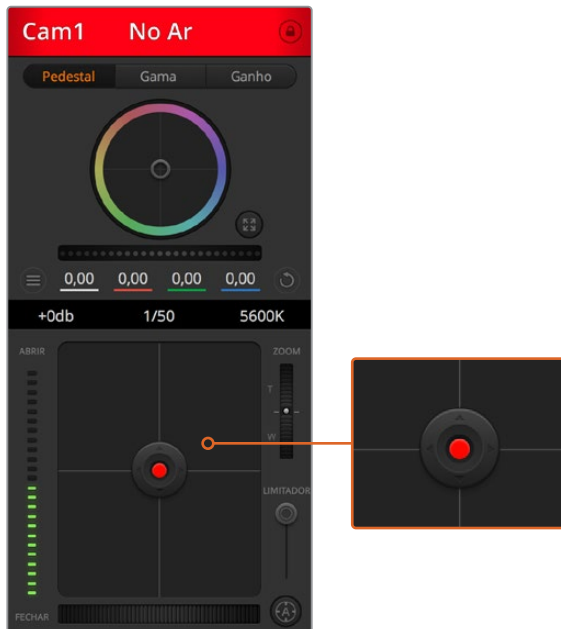 Cam1 No Ar
Pedestal Gama Ganho
0,00 0,00 0,00 0,00
+0db 1/50 5600K
ABRIR ZOOM
T
W
LIMITADOR
FECHAR A